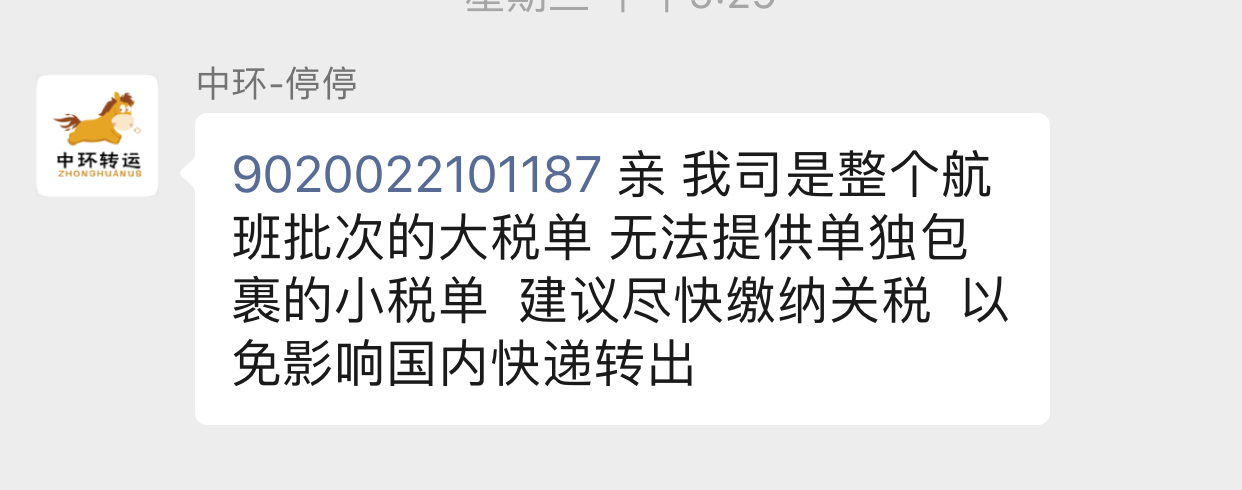 中环-停停
中环转运
ZHONGHUANUS
9020022101187 亲 我司是整个航
班批次的大税单 无法提供单独包
裹的小税单  建议尽快缴纳关税  以
免影响国内快递转出